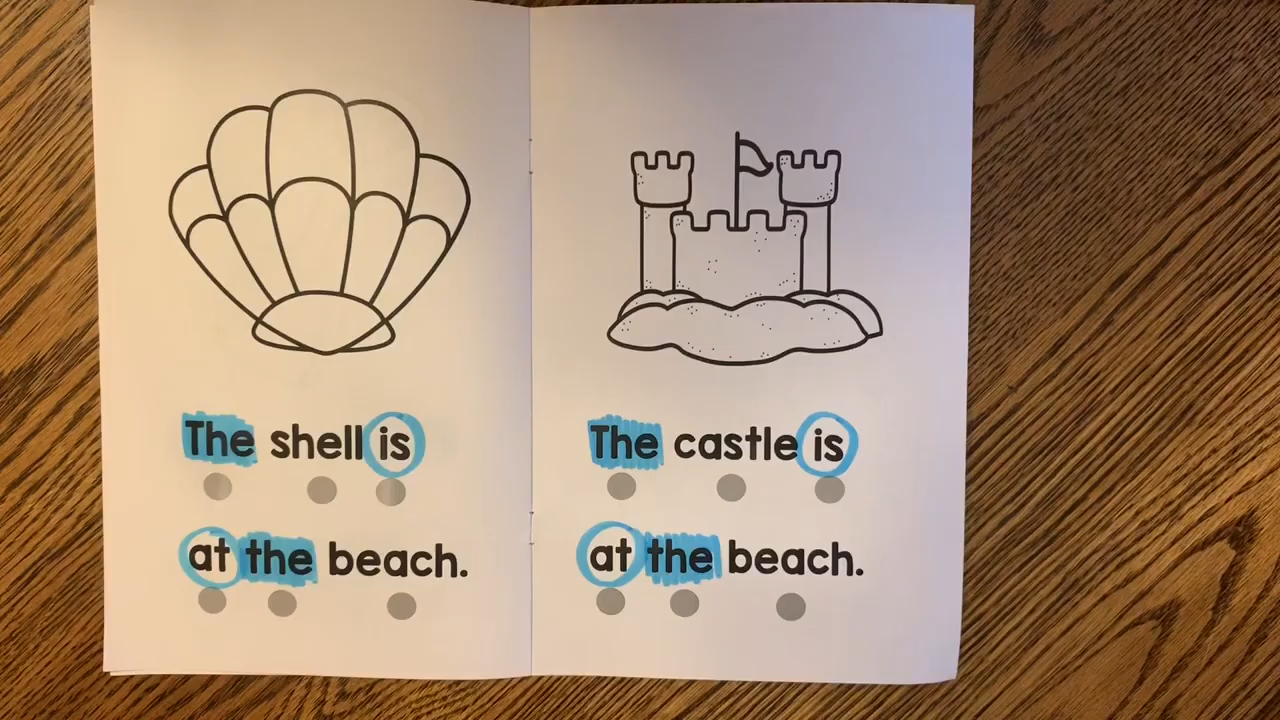 The shell is
at the beach.
The castle is
at the beach.